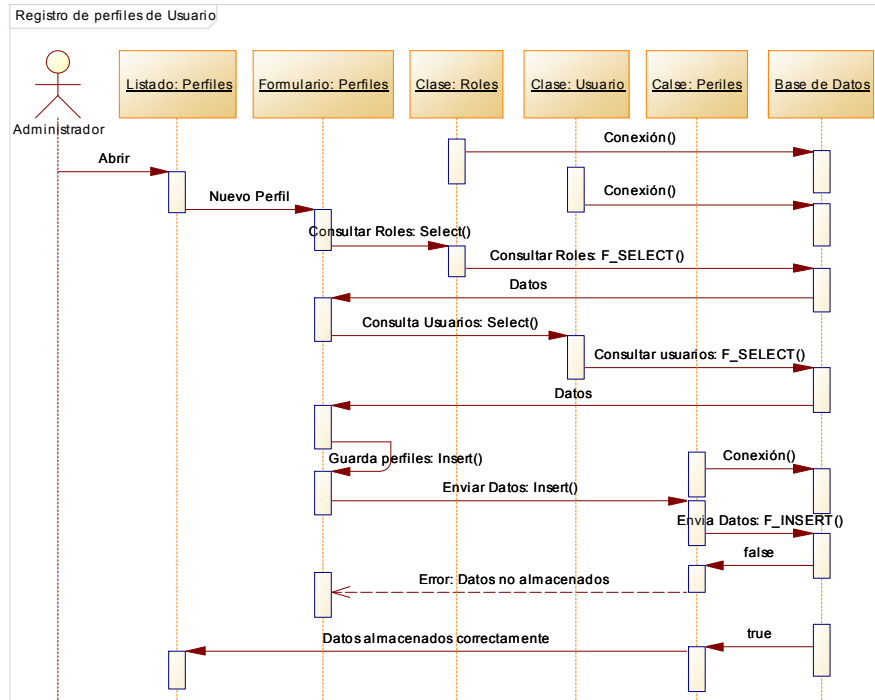 Registro de perfiles de Usuario
Listado: Perfiles
Formulario: Perfiles
Clase: Roles
Clase: Usuario
Calse: Periles
Base de Datos
Administrador
Conexión()
Abrir
Conexión()
Nuevo Perfil
Consultar Roles: Select()
Consultar Roles: F_SELECT()
Datos
Consulta Usuarios: Select()
Consultar usuarios: F_SELECT()
Datos
Guarda perfiles: Insert()
Conexión()
Enviar Datos: Insert()
Envia Datos: F_INSERT()
false
Error: Datos no almacenados
true
Datos almacenados correctamente